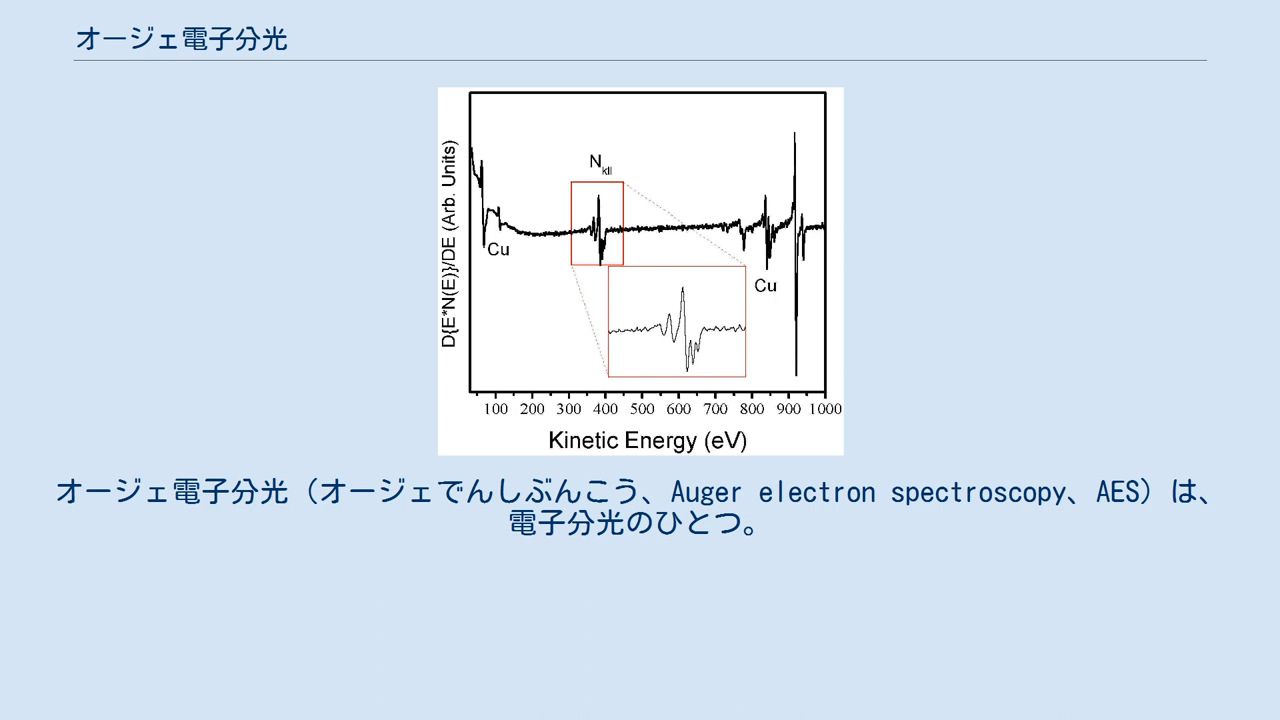 オージェ電子分光
D{E*N(E)}/DE (Arb. Units)
Nkll
Cu
Cu
100 200 300 400 500 600 700 800 900 1000
Kinetic Energy (eV)
オージェ電子分光（オージェでんしぶんこう、Auger electron spectroscopy、AES）は、
電子分光のひとつ。